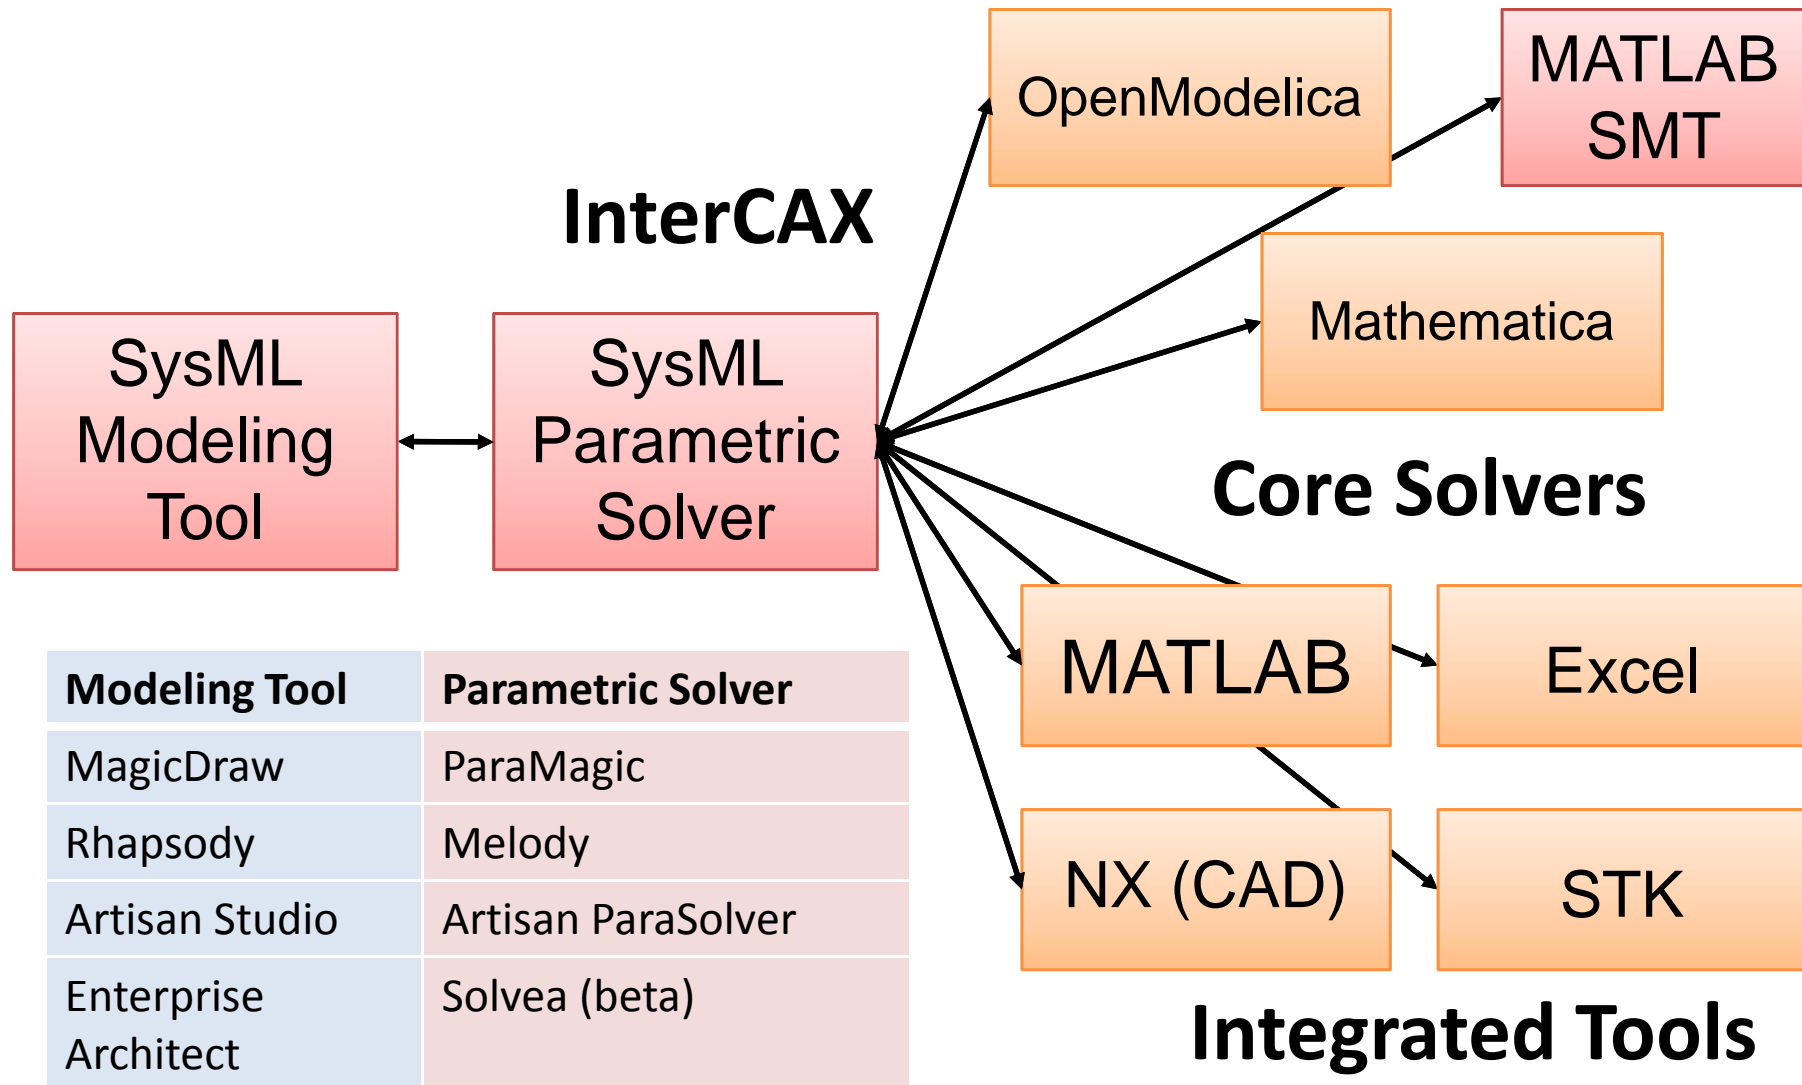 OpenModelica
MATLAB
SMT
InterCAX
Mathematica
SysML
Modeling
Tool
SysML
Parametric
Solver
Core Solvers
MATLAB
Excel
NX (CAD)
STK
Integrated Tools
Modeling Tool Parametric Solver
MagicDraw ParaMagic
Rhapsody Melody
Artisan Studio Artisan ParaSolver
Enterprise Solvea (beta)
Architect